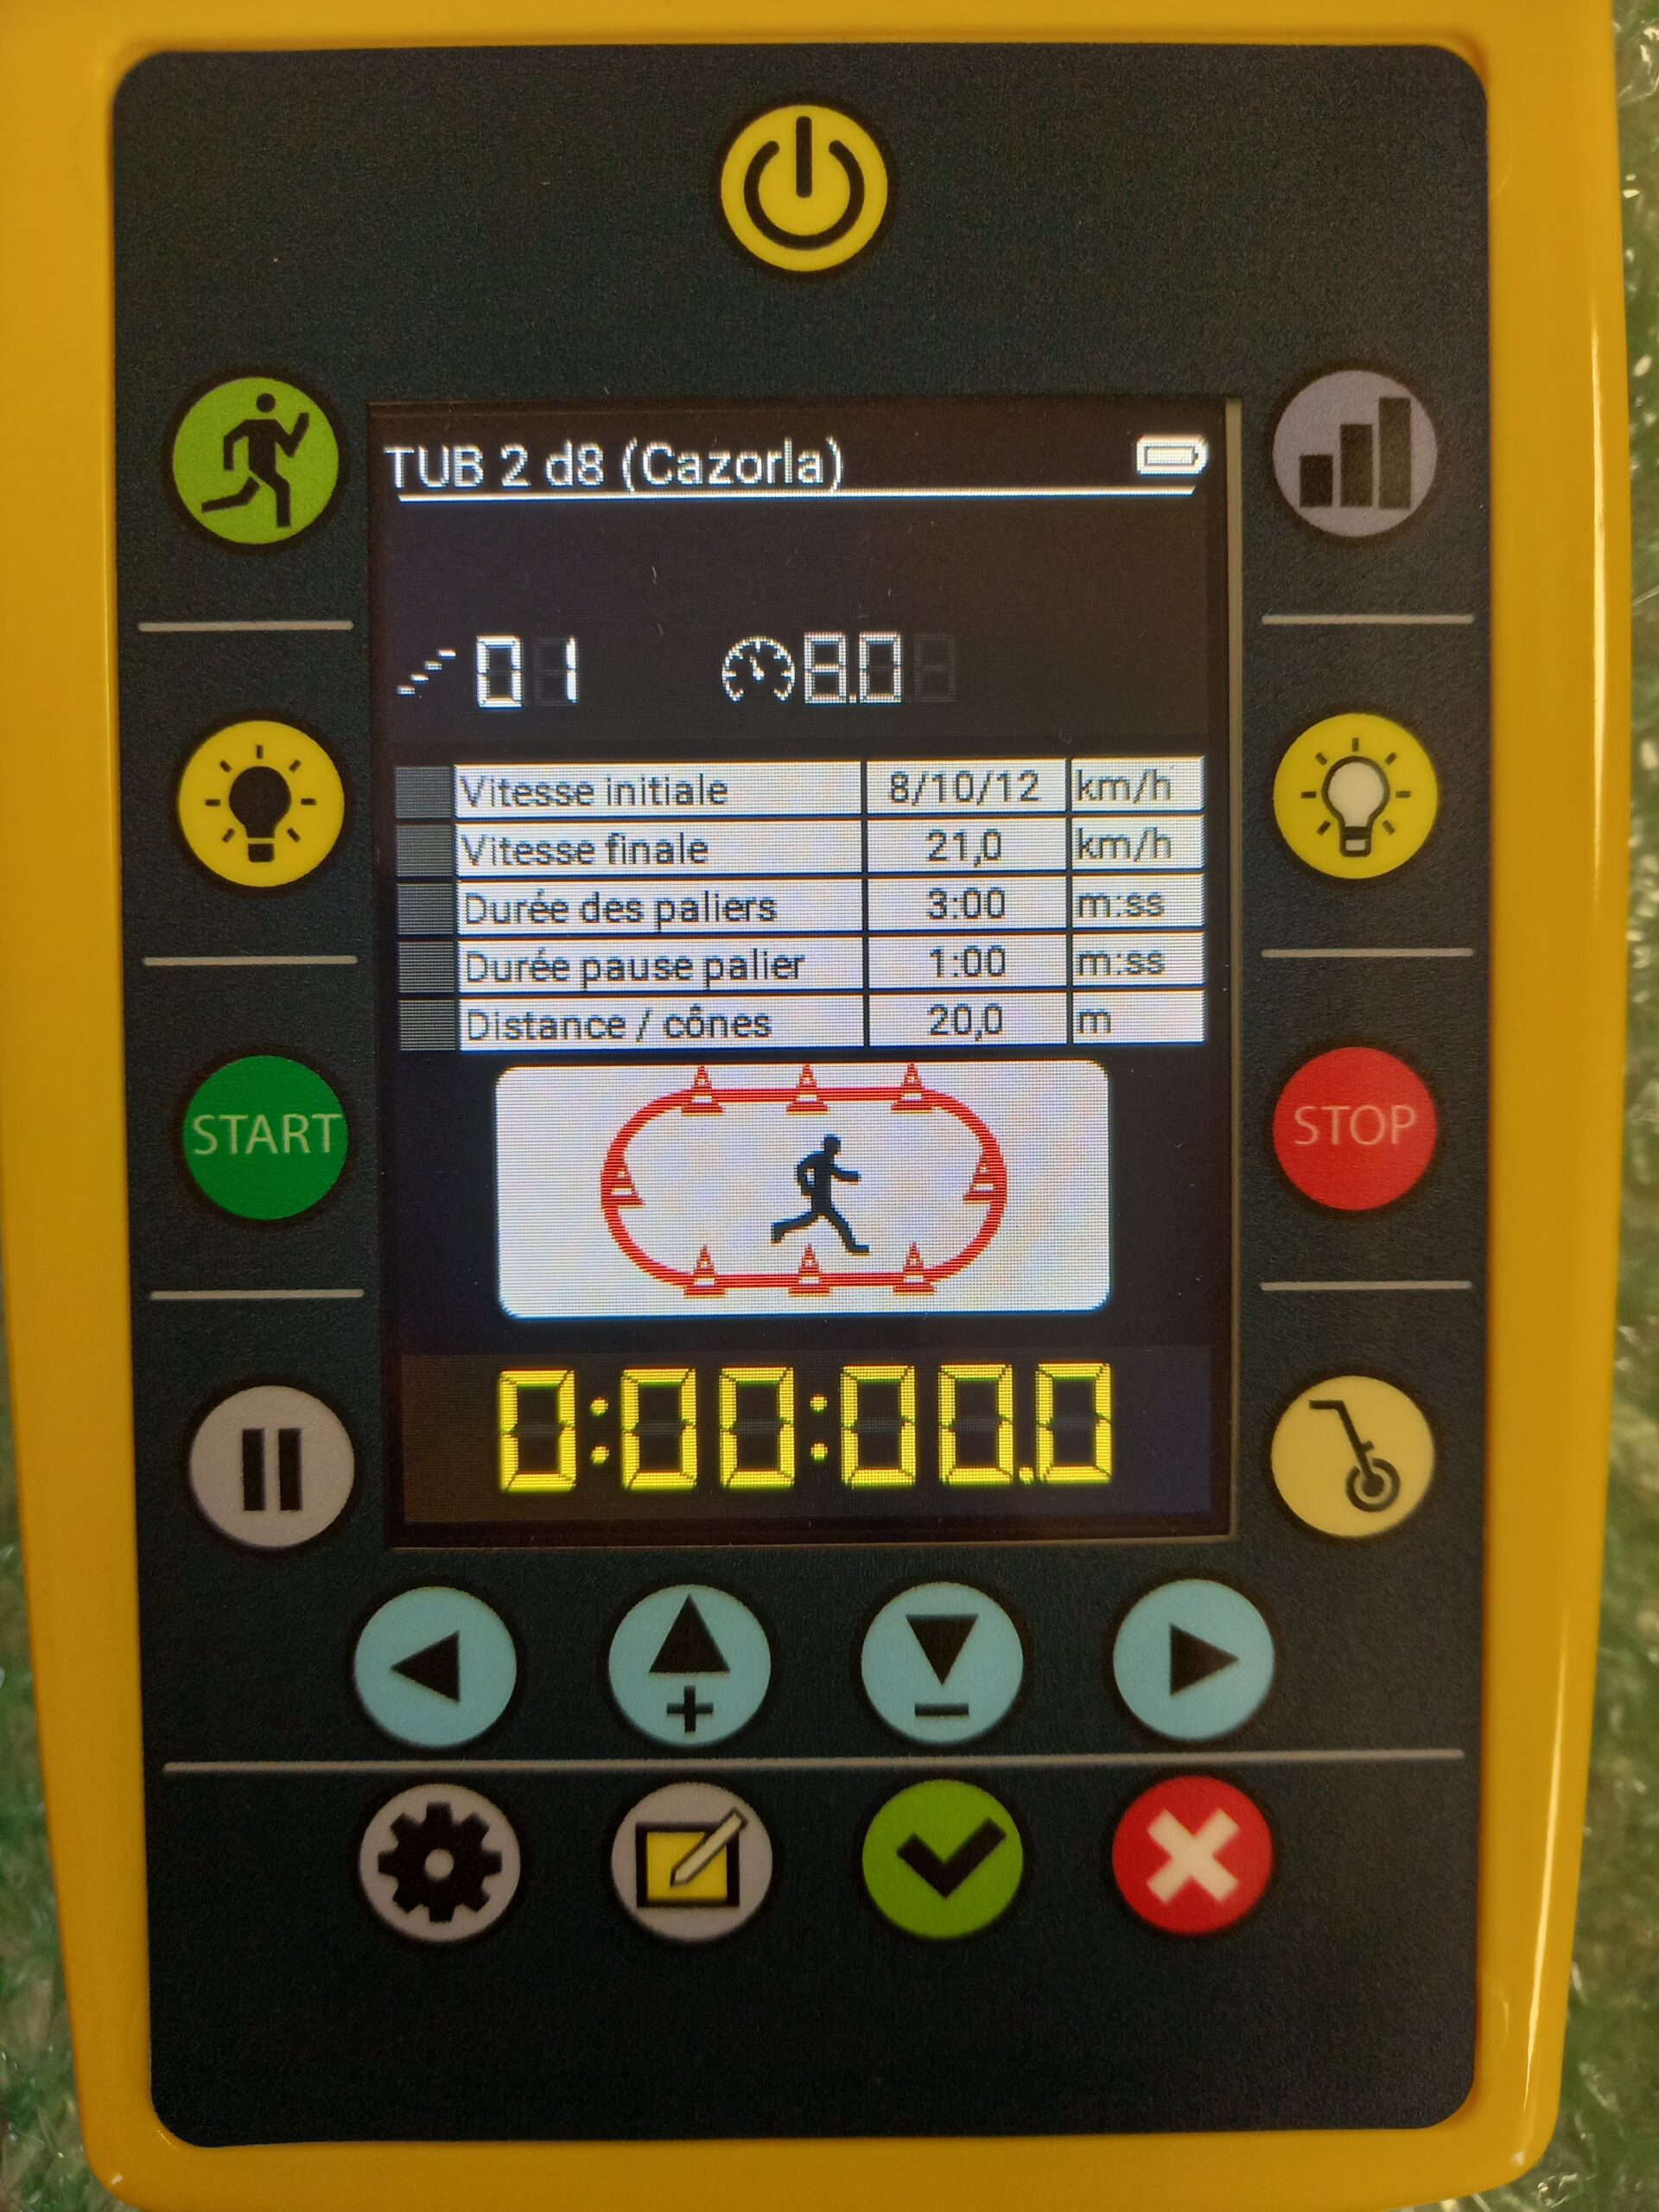 TUB 2 d8 (Cazorla)
01 8.0
Vitesse initiale 8/10/12 km/h
Vitesse finale 21,0 km/h
Durée des paliers 3:00 m:ss
Durée pause palier 1:00 m:ss
Distance / cônes 20,0 m
START
STOP
0:00:00.0
+
−